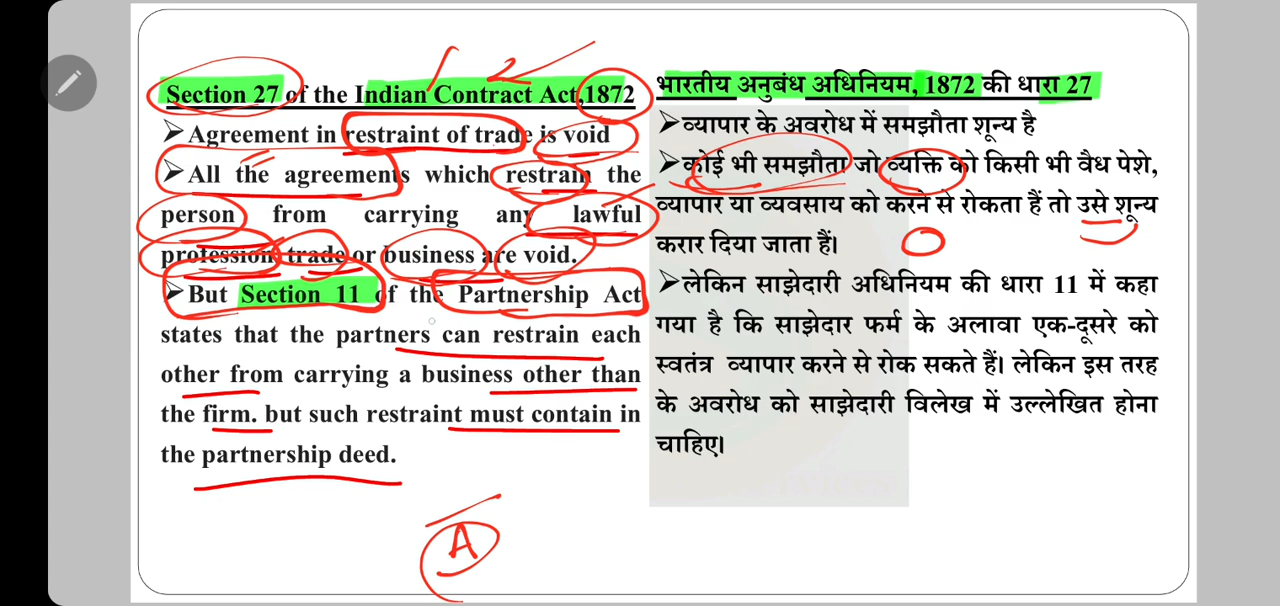 Section 27 of the Indian Contract Act,1872
➤Agreement in restraint of trade is void
➤All the agreements which restrain the
person from carrying any lawful
profession trade or business are void.
➤But Section 11 of the Partnership Act
states that the partners can restrain each
other from carrying a business other than
the firm. but such restraint must contain in
the partnership deed.
A
भारतीय अनुबंध अधिनियम, 1872 की धारा 27
➤व्यापार के अवरोध में समझौता शून्य है
➤कोई भी समझौता जो व्यक्ति को किसी भी वैध पेशे,
व्यापार या व्यवसाय को करने से रोकता हैं तो उसे शून्य
करार दिया जाता हैं।
➤लेकिन साझेदारी अधिनियम की धारा 11 में कहा
गया है कि साझेदार फर्म के अलावा एक-दूसरे को
स्वतंत्र व्यापार करने से रोक सकते हैं। लेकिन इस तरह
के अवरोध को साझेदारी विलेख में उल्लेखित होना
चाहिए।